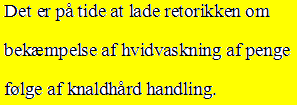 Det er på tide at lade retorikken om
bekæmpelse af hvidvaskning af penge
følge af knaldhård handling.